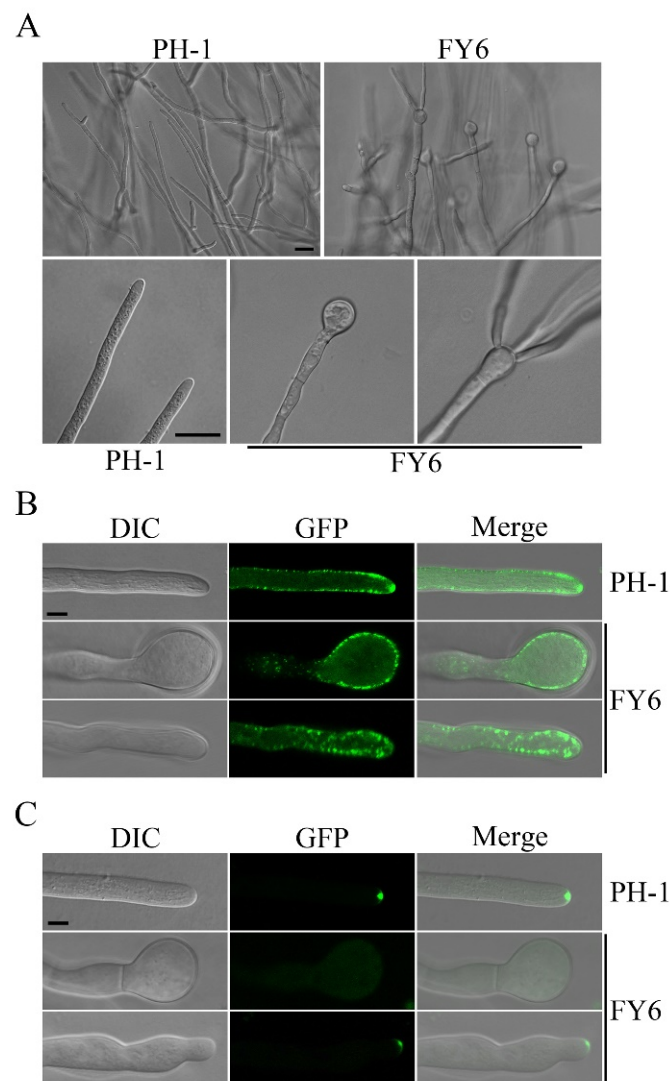 A
PH-1 FY6
PH-1 FY6
B
DIC GFP Merge
PH-1
FY6
C
DIC GFP Merge
PH-1
FY6